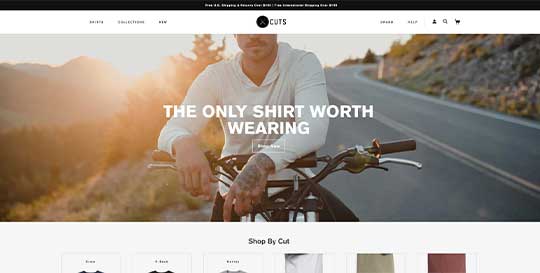 Free U.S. Shipping & Returns Over $100 | Free International Shipping Over $150
SHIRTS COLLECTIONS NEW
CUTS
ABOUT HELP
THE ONLY SHIRT WORTH
WEARING
Shop Now
Shop By Cut
Crew V-Neck Henley